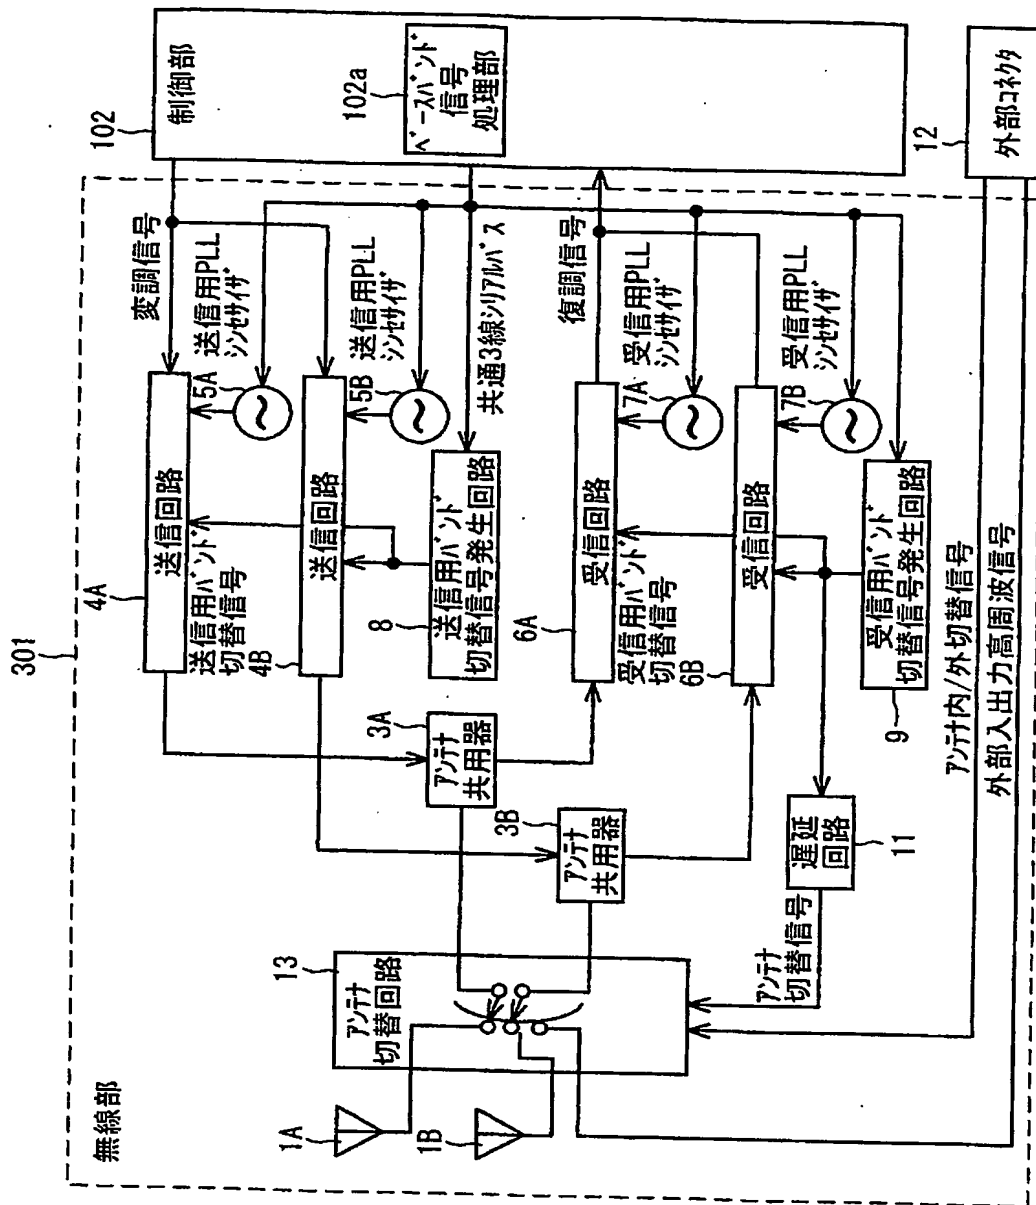 301
無線部
102
制御部
102a
ベースバンド
信号
処理部
12
外部コネクタ
変調信号
4A
送信回路
送信用PLL
シンセサイザ
5A
送信用バンド
切替信号
4B
送信回路
送信用PLL
シンセサイザ
5B
共通3線シリアルバス
8
送信用バンド
切替信号発生回路
復調信号
6A
受信回路
受信用PLL
シンセサイザ
7A
受信用バンド
切替信号
6B
受信回路
受信用PLL
シンセサイザ
7B
受信用バンド
切替信号発生回路
9
3A
アンテナ
共用器
3B
アンテナ
共用器
遅延
回路
11
アンテナ
切替信号
アンテナ内/外切替信号
外部入出力高周波信号
13
アンテナ
切替回路
1A
1B